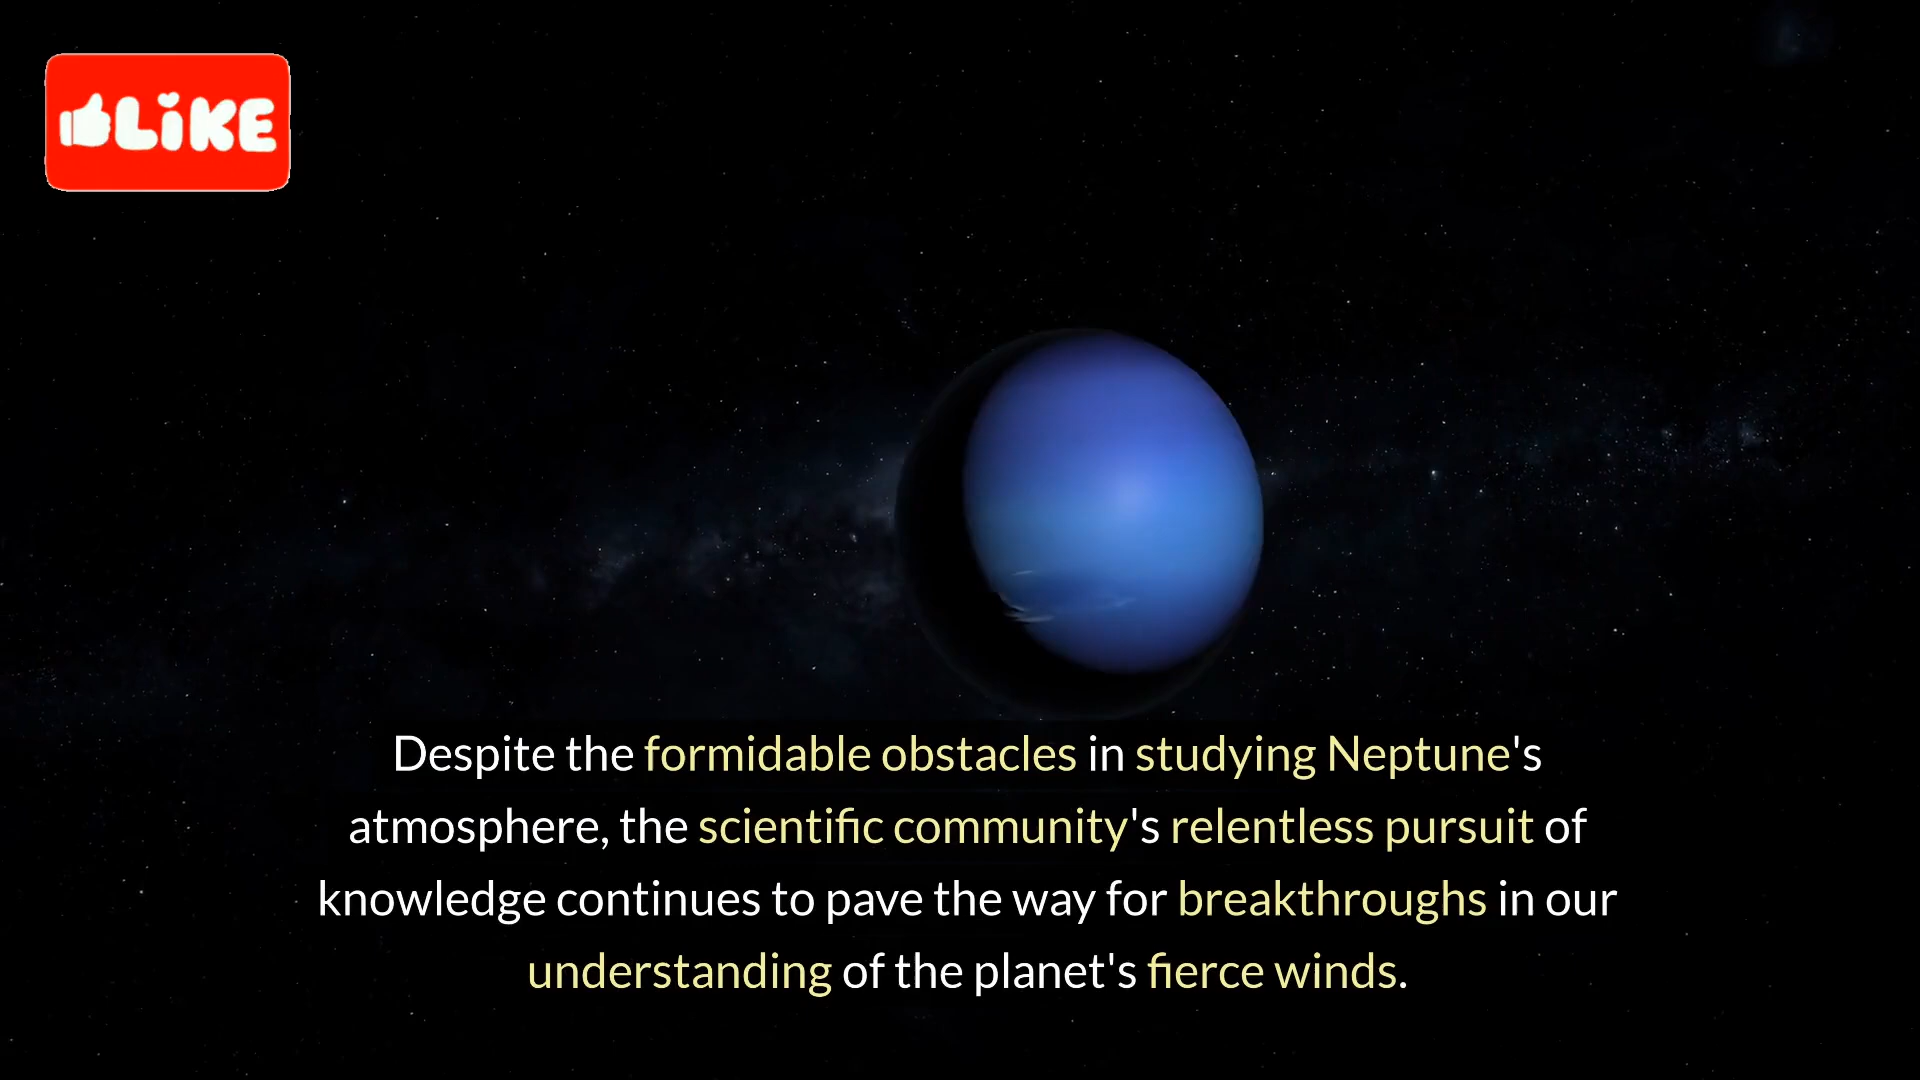 LiKE
Despite the formidable obstacles in studying Neptune's
atmosphere, the scientific community's relentless pursuit of
knowledge continues to pave the way for breakthroughs in our
understanding of the planet's fierce winds.